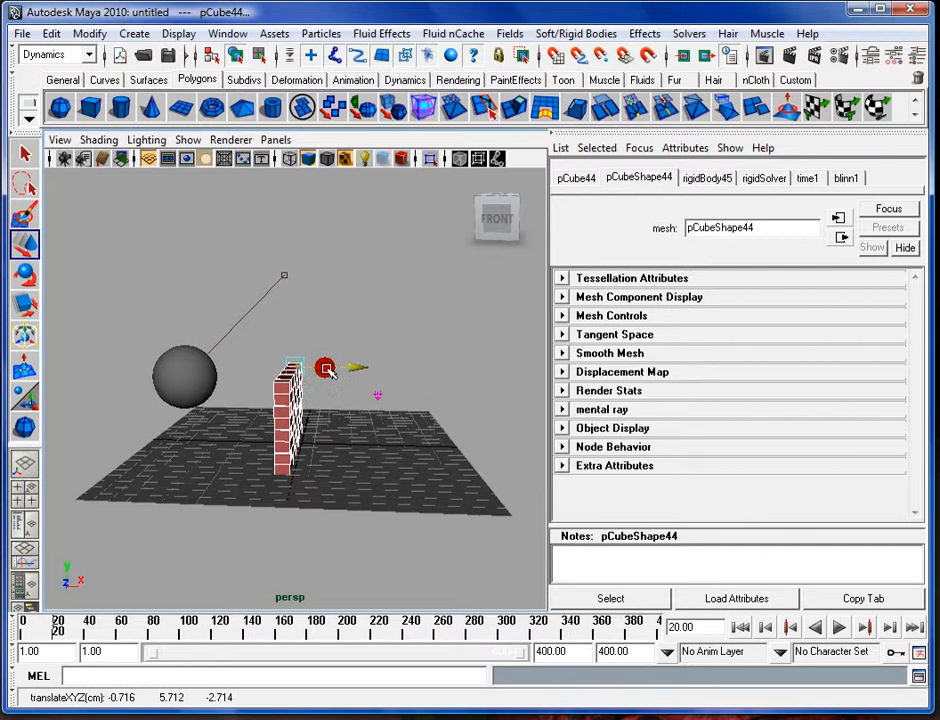 Autodesk Maya 2010: untitled --- pCube44...
File Edit Modify Create Display Window Assets Particles Fluid Effects Fluid nCache Fields Soft/Rigid Bodies Effects Solvers Hair Muscle Help
Dynamics
General Curves Surfaces Polygons Subdivs Deformation Animation Dynamics Rendering PaintEffects Toon Muscle Fluids Fur Hair nCloth Custom
View Shading Lighting Show Renderer Panels
List Selected Focus Attributes Show Help
pCube44 pCubeShape44 rigidBody45 rigidSolver time1 blinn1
Focus
mesh: pCubeShape44
Presets
Show Hide
FRONT
Tessellation Attributes
Mesh Component Display
Mesh Controls
Tangent Space
Smooth Mesh
Displacement Map
Render Stats
mental ray
Object Display
Node Behavior
Extra Attributes
Notes: pCubeShape44
y
z x
persp
Select Load Attributes Copy Tab
0 20 40 60 80 100 120 140 160 180 200 220 240 260 280 300 320 340 360 380 4
20
20.00
1.00 1.00 400.00 400.00 No Anim Layer No Character Set
MEL
translateXYZ(cm): -0.716 5.712 -2.714